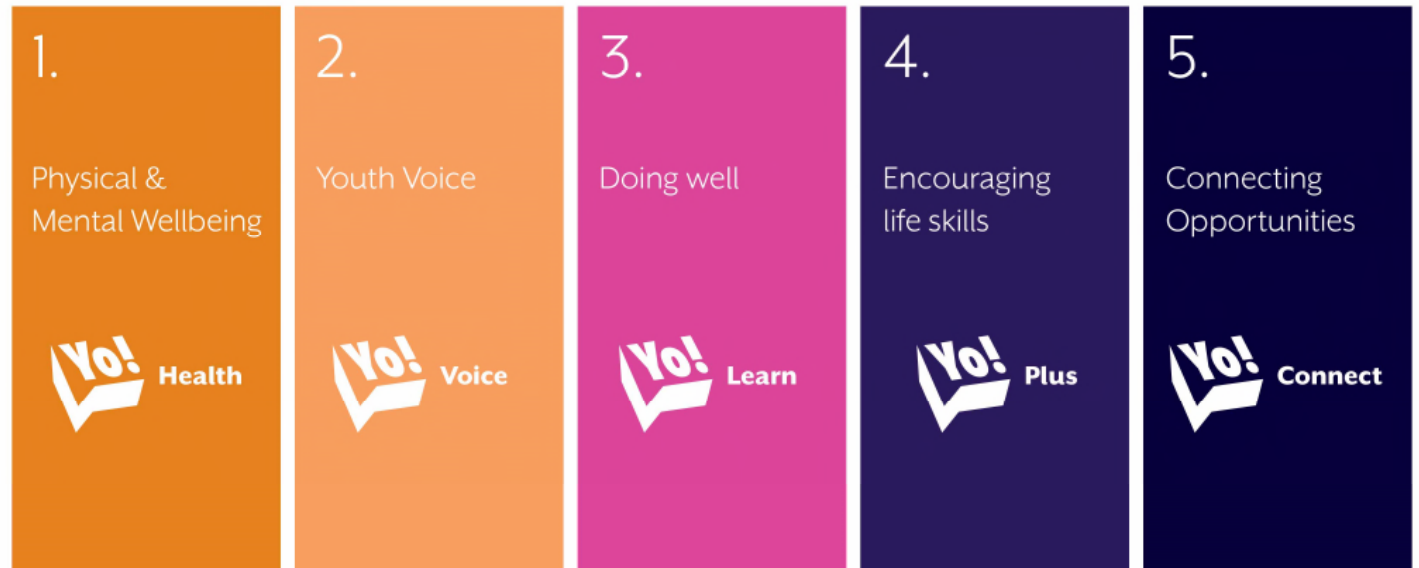 1.
Physical &
Mental Wellbeing
Yo! Health
2.
Youth Voice
Yo! Voice
3.
Doing well
Yo! Learn
4.
Encouraging
life skills
Yo! Plus
5.
Connecting
Opportunities
Yo! Connect